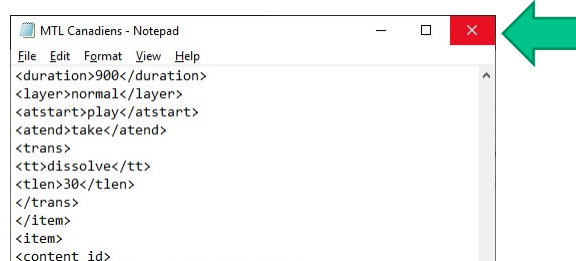 MTL Canadiens - Notepad
File Edit Format View Help
<duration>900</duration>
<layer>normal</layer>
<atstart>play</atstart>
<atend>take</atend>
<trans>
<tt>dissolve</tt>
<tlen>30</tlen>
</trans>
</item>
<item>
<content id>